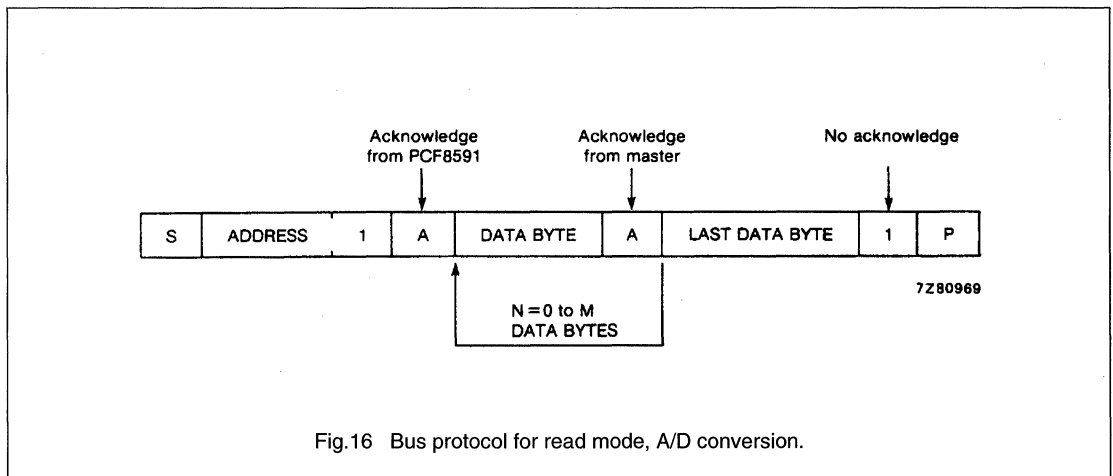 Acknowledge
from PCF8591
Acknowledge
from master
No acknowledge
S ADDRESS 1 A DATA BYTE A LAST DATA BYTE 1 P
7Z80969
N = 0 to M
DATA BYTES
Fig.16 Bus protocol for read mode, A/D conversion.